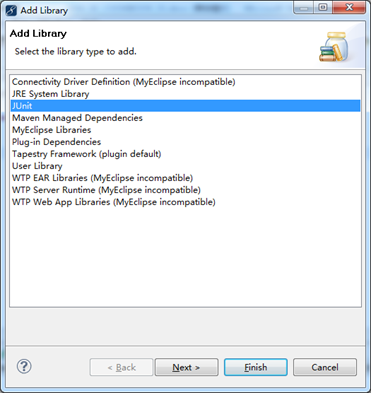 Add Library
Add Library
Select the library type to add.
Connectivity Driver Definition (MyEclipse incompatible)
JRE System Library
JUnit
Maven Managed Dependencies
MyEclipse Libraries
Plug-in Dependencies
Tapestry Framework (plugin default)
User Library
WTP EAR Libraries (MyEclipse incompatible)
WTP Server Runtime (MyEclipse incompatible)
WTP Web App Libraries (MyEclipse incompatible)
? < Back Next > Finish Cancel